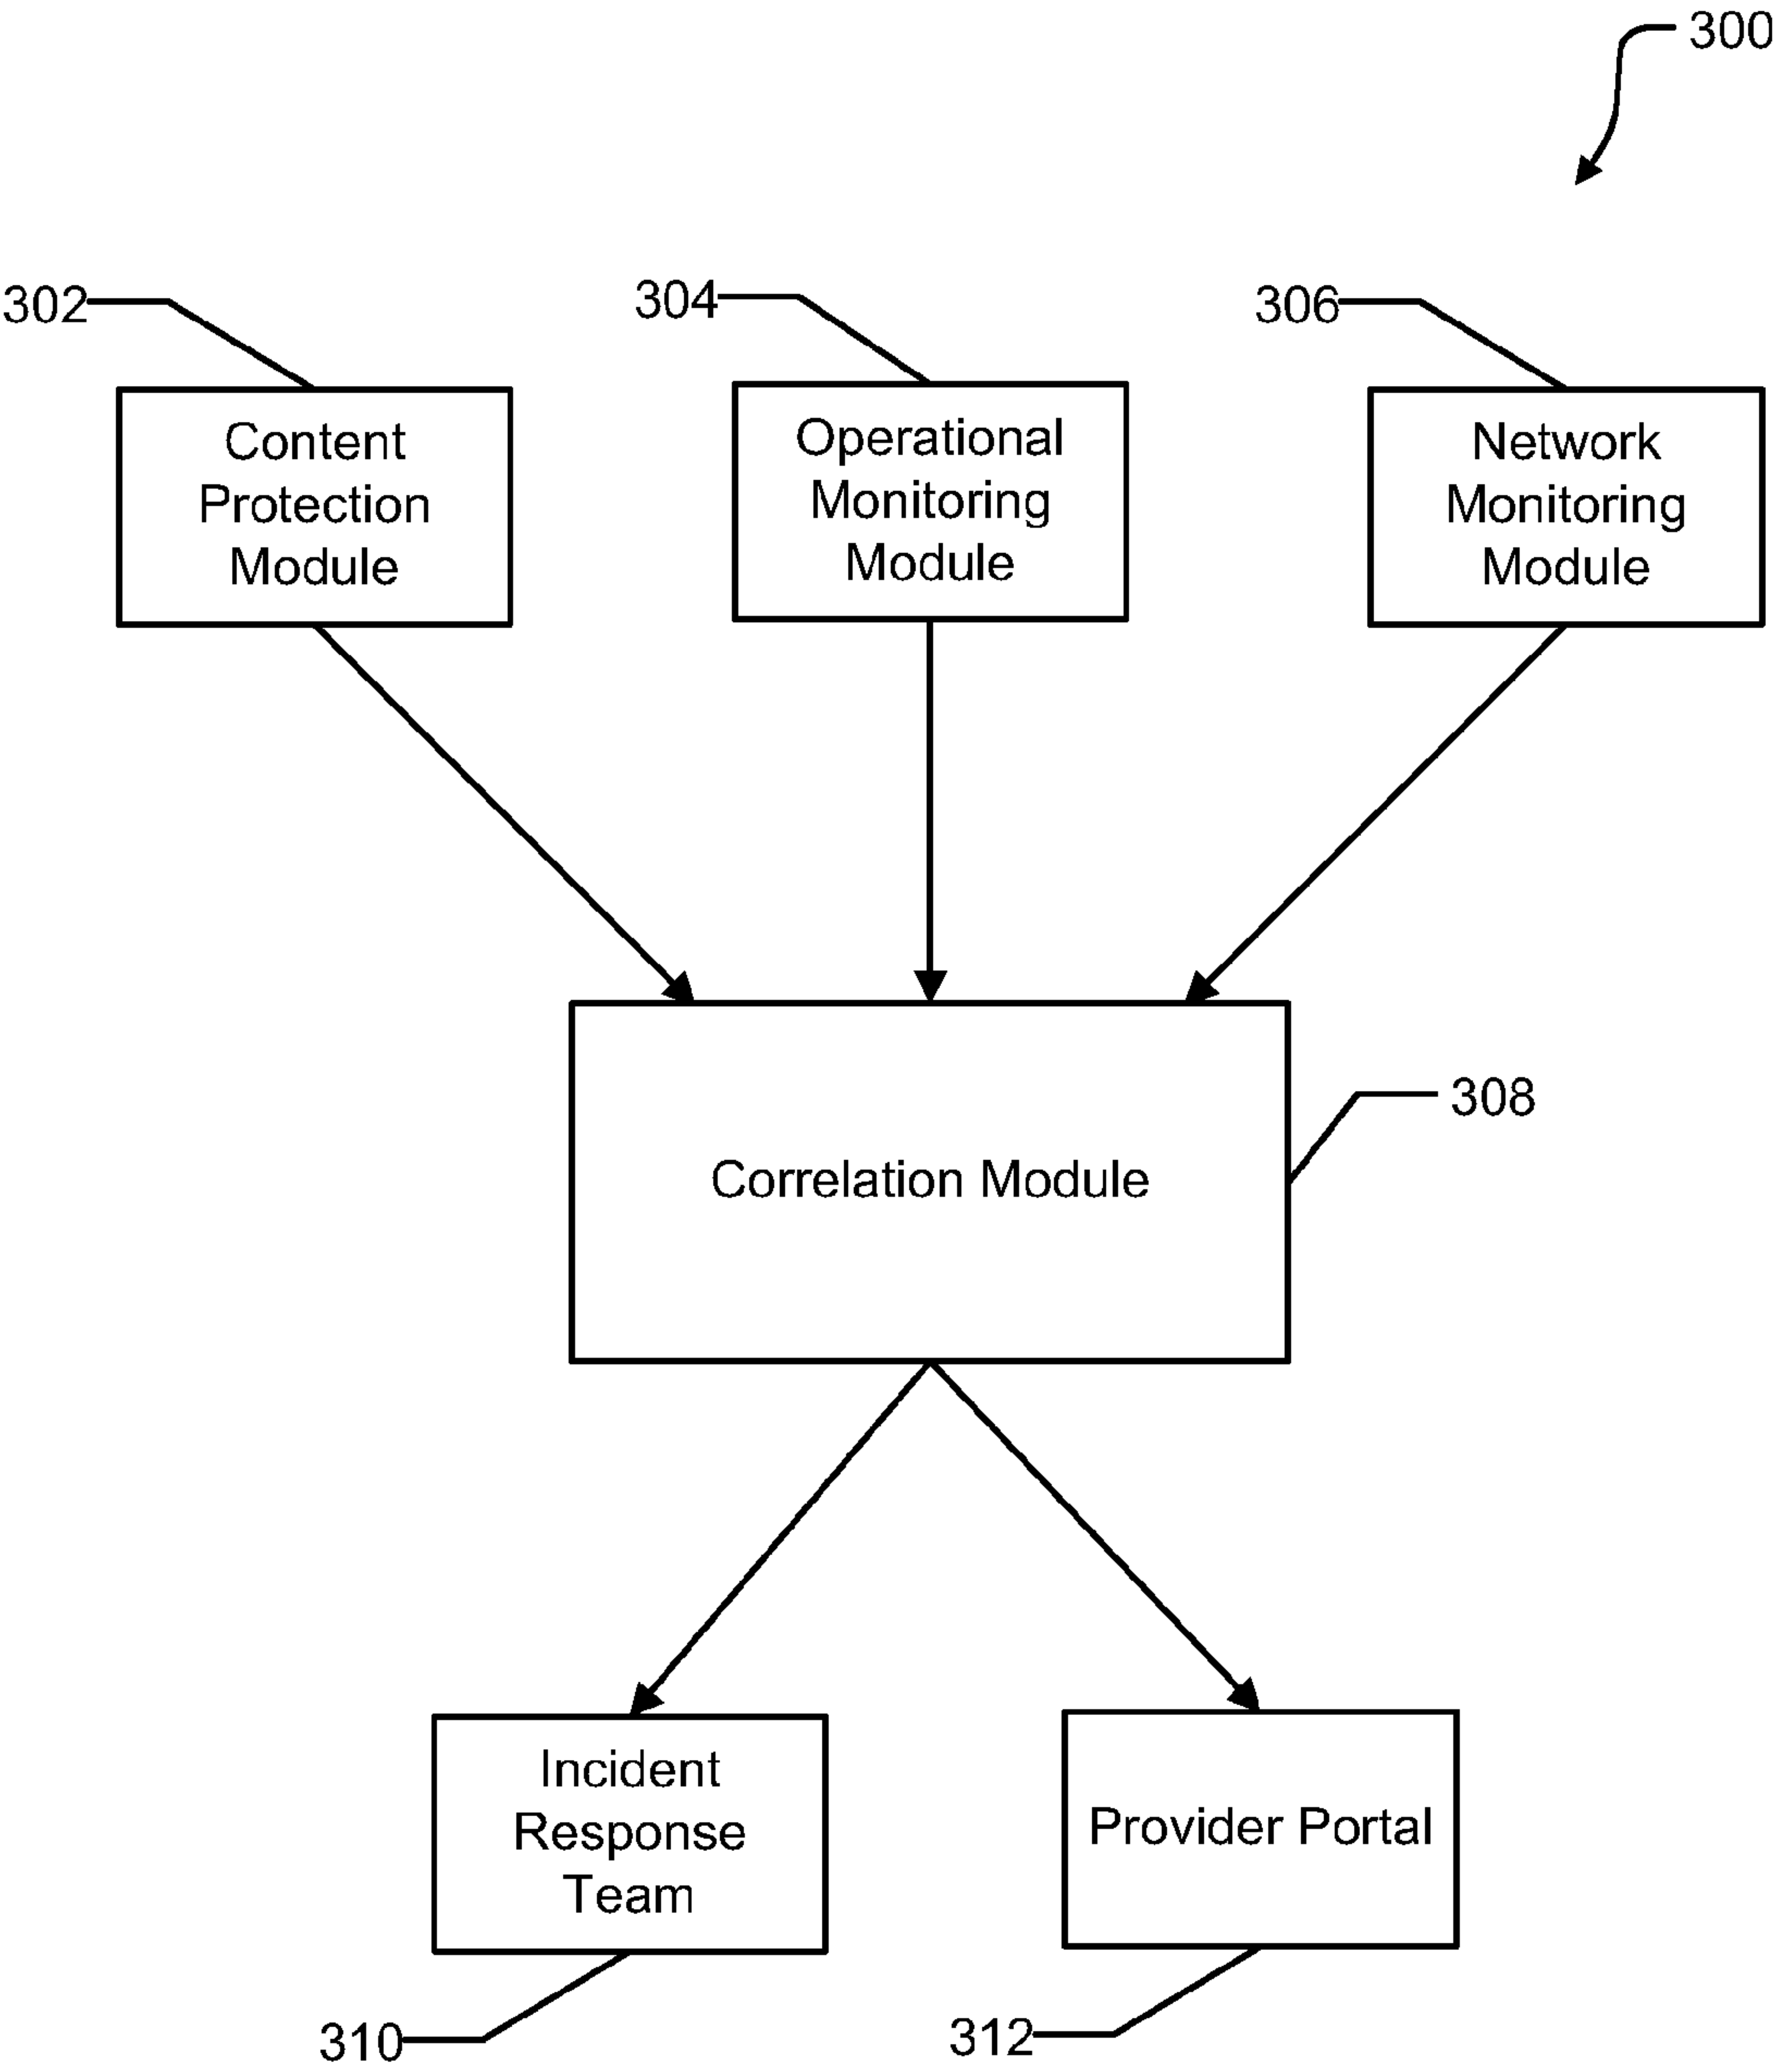 300
302
304
306
Content
Protection
Module
Operational
Monitoring
Module
Network
Monitoring
Module
Correlation Module
308
Incident
Response
Team
Provider Portal
310
312